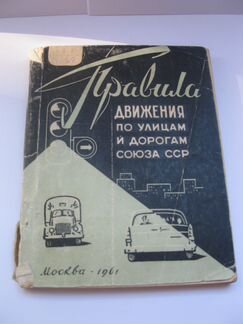 Правила
ДВИЖЕНИЯ
ПО УЛИЦАМ
И ДОРОГАМ
СОЮЗА ССР
Москва - 1961